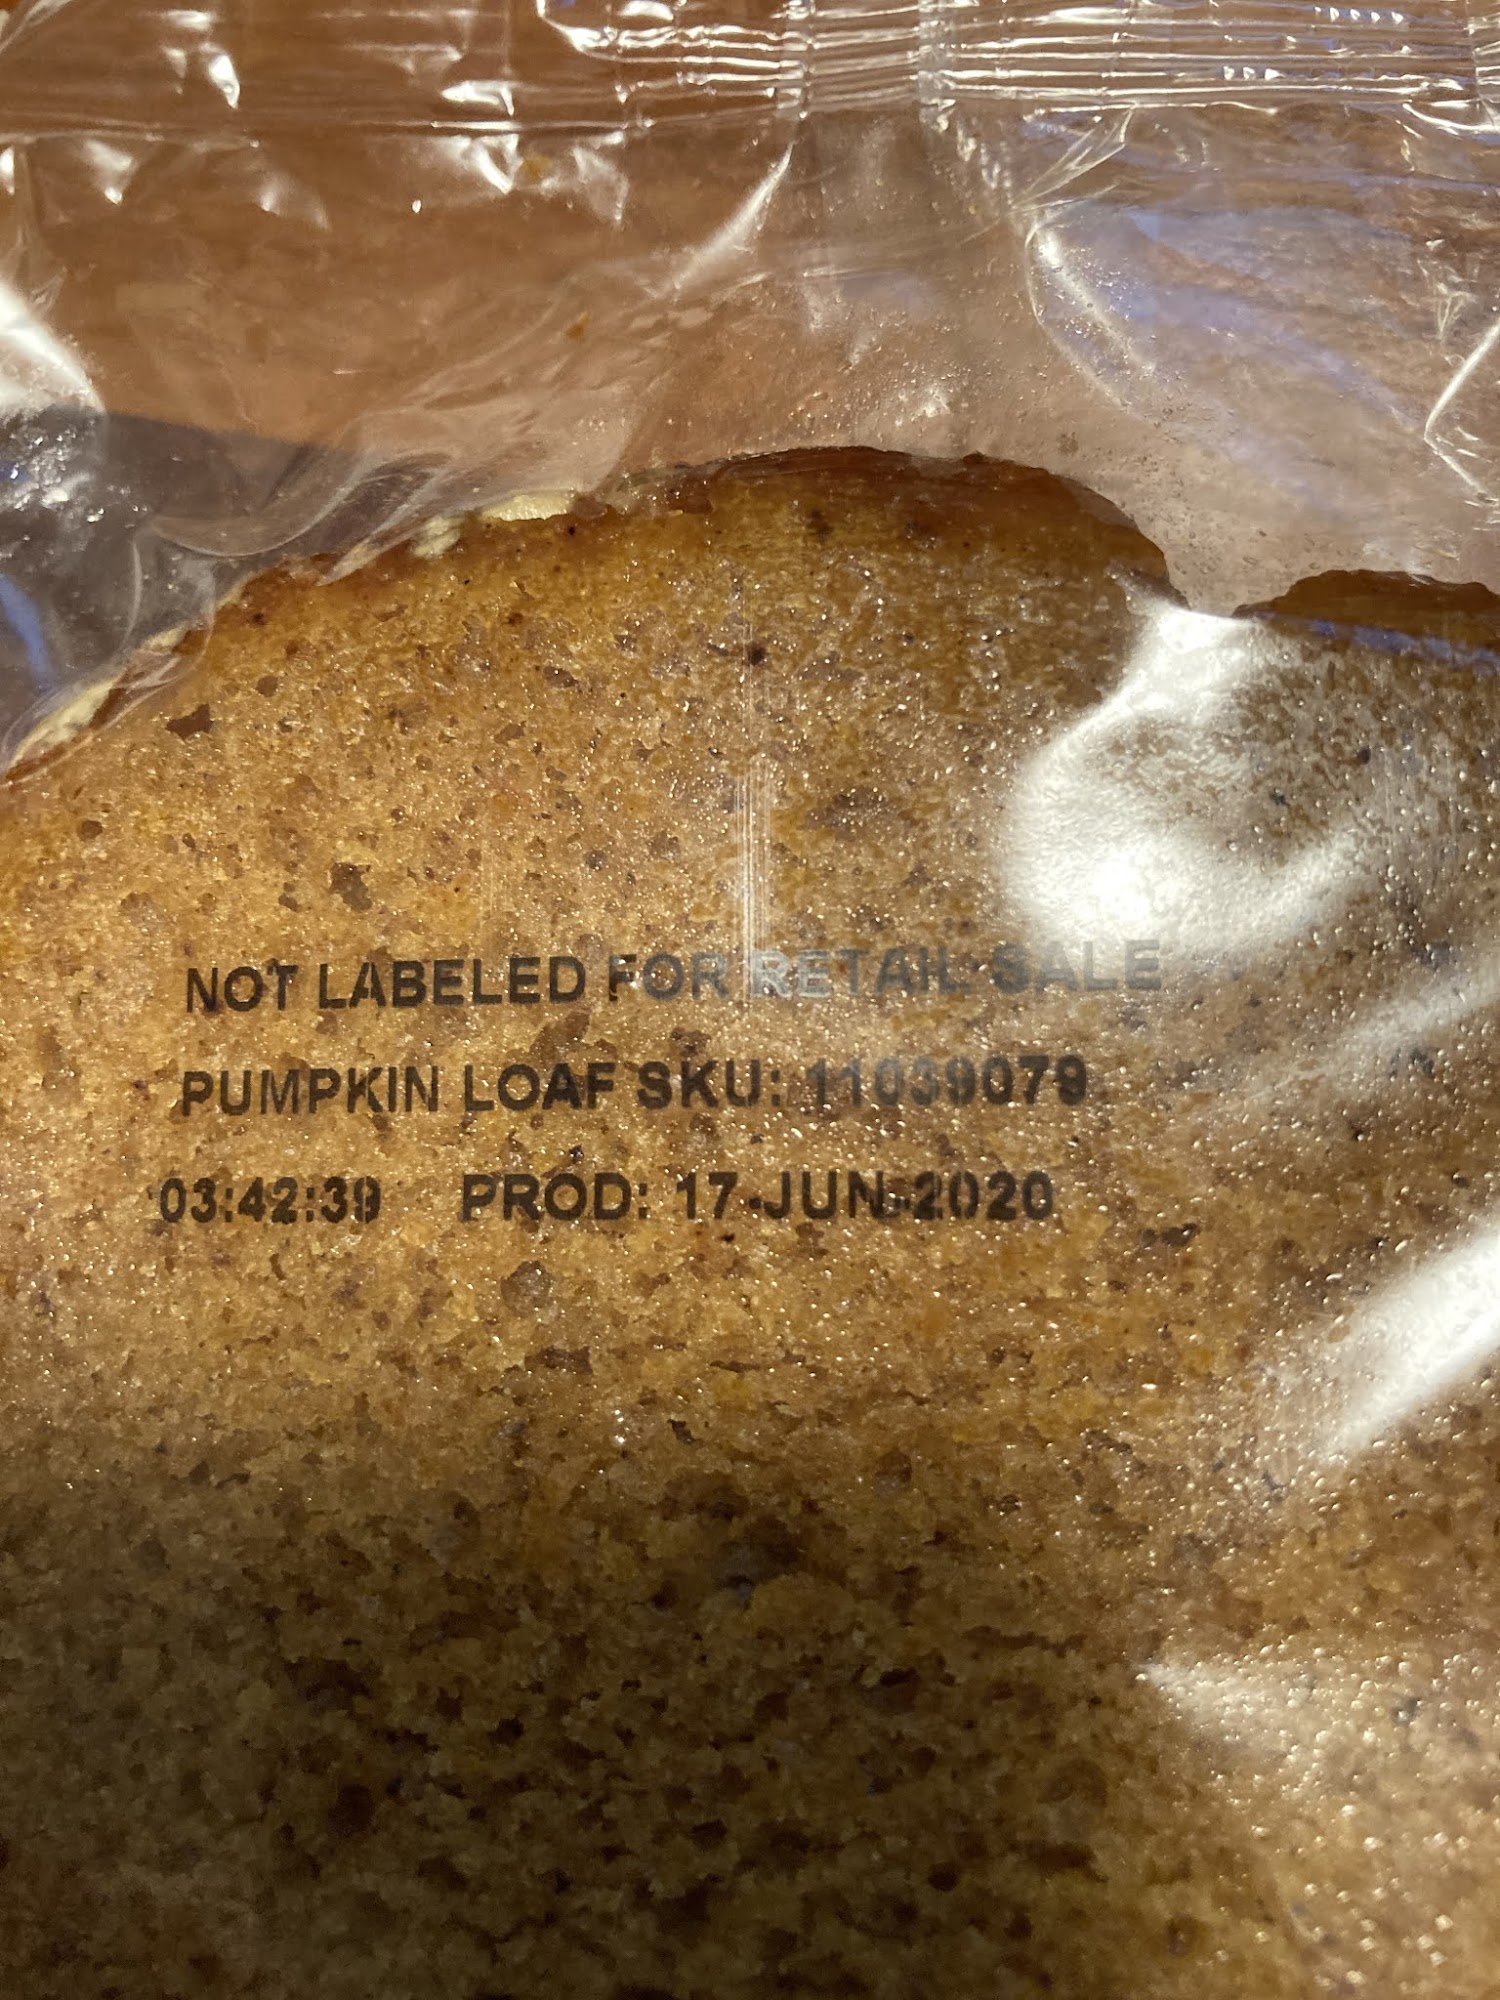 NOT LABELED FOR RETAIL SALE
PUMPKIN LOAF SKU: 11039079
03:42:39 PROD: 17-JUN-2020